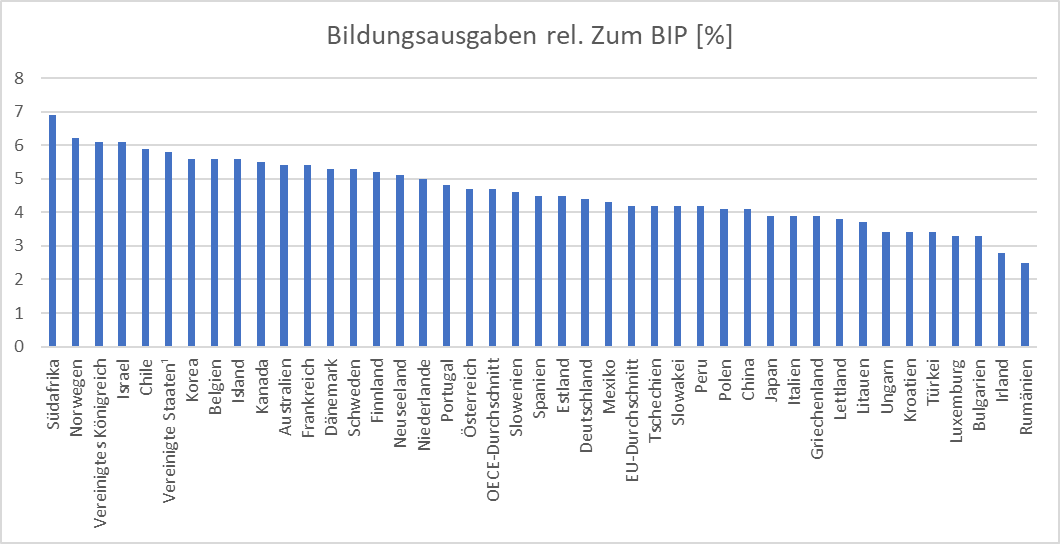 Bildungsausgaben rel. Zum BIP [%]
8
7
6
5
4
3
2
1
0
Südafrika
Norwegen
Vereinigtes Königreich
Israel
Chile
Vereinigte Staaten¹
Korea
Belgien
Island
Kanada
Australien
Frankreich
Dänemark
Schweden
Finnland
Neuseeland
Niederlande
Portugal
Österreich
OECE-Durchschnitt
Slowenien
Spanien
Estland
Deutschland
Mexiko
EU-Durchschnitt
Tschechien
Slowakei
Peru
Polen
China
Japan
Italien
Griechenland
Lettland
Litauen
Ungarn
Kroatien
Türkei
Luxemburg
Bulgarien
Irland
Rumänien